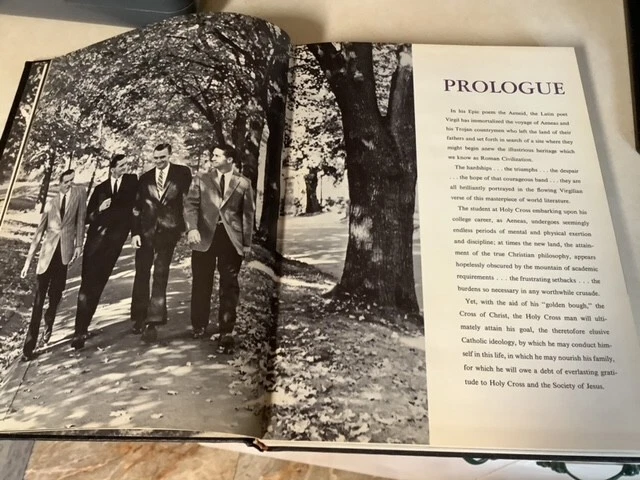 PROLOGUE
In his Epic poem the Aeneid, the Latin poet
Virgil has immortalised the voyage of Aeneas and
his Trojan countrymen who left the land of their
fathers and set forth in search of a site where they
might begin anew the illustrious heritage which
we know as Roman Civilization.
The hardships . . . the triumphs . . . the despair
. . . the hope of that courageous band . . . they are
all brilliantly portrayed in the flowing Virgilian
verse of this masterpiece of world literature.
The student at Holy Cross embarking upon his
college career, as Aeneas, undergoes seemingly
endless periods of mental and physical exertion
and discipline; at times the new land, the attain-
ment of the true Christian philosophy, appears
hopelessly obscured by the mountain of academic
requirements . . . the frustrating setbacks . . . the
burdens so necessary in any worthwhile crusade.
Yet, with the aid of his "golden bough," the
Cross of Christ, the Holy Cross man will ulti-
mately attain his goal, the theretofore elusive
Catholic ideology, by which he may conduct him-
self in this life, in which he may nourish his family,
for which he will owe a debt of everlasting grati-
tude to Holy Cross and the Society of Jesus.